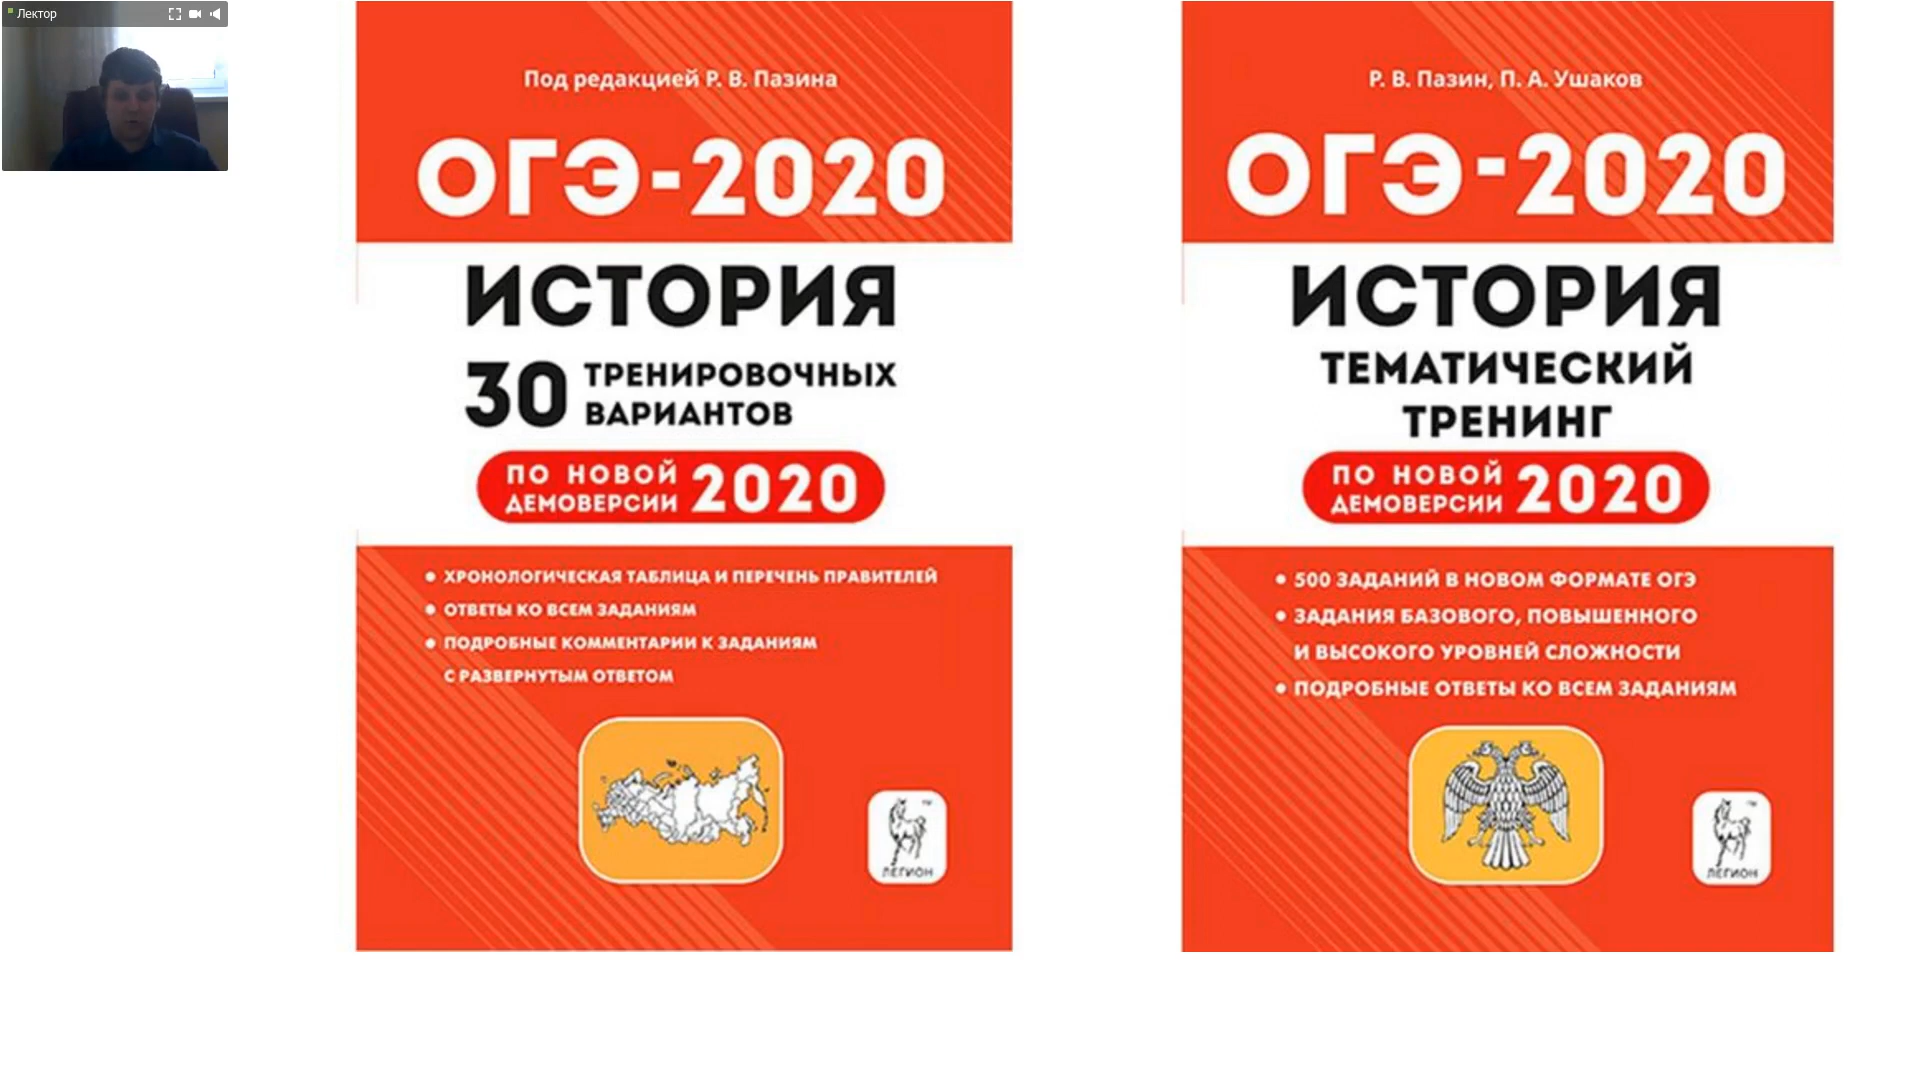 Лектор
Под редакцией Р. В. Пазина
ОГЭ-2020
ИСТОРИЯ
30 ТРЕНИРОВОЧНЫХ
ВАРИАНТОВ
ПО НОВОЙ
ДЕМОВЕРСИИ 2020
• ХРОНОЛОГИЧЕСКАЯ ТАБЛИЦА И ПЕРЕЧЕНЬ ПРАВИТЕЛЕЙ
• ОТВЕТЫ КО ВСЕМ ЗАДАНИЯМ
• ПОДРОБНЫЕ КОММЕНТАРИИ К ЗАДАНИЯМ
С РАЗВЕРНУТЫМ ОТВЕТОМ
ЛЕГИОН
Р. В. Пазин, П. А. Ушаков
ОГЭ-2020
ИСТОРИЯ
ТЕМАТИЧЕСКИЙ
ТРЕНИНГ
ПО НОВОЙ
ДЕМОВЕРСИИ 2020
• 500 ЗАДАНИЙ В НОВОМ ФОРМАТЕ ОГЭ
• ЗАДАНИЯ БАЗОВОГО, ПОВЫШЕННОГО
И ВЫСОКОГО УРОВНЕЙ СЛОЖНОСТИ
• ПОДРОБНЫЕ ОТВЕТЫ КО ВСЕМ ЗАДАНИЯМ
ЛЕГИОН